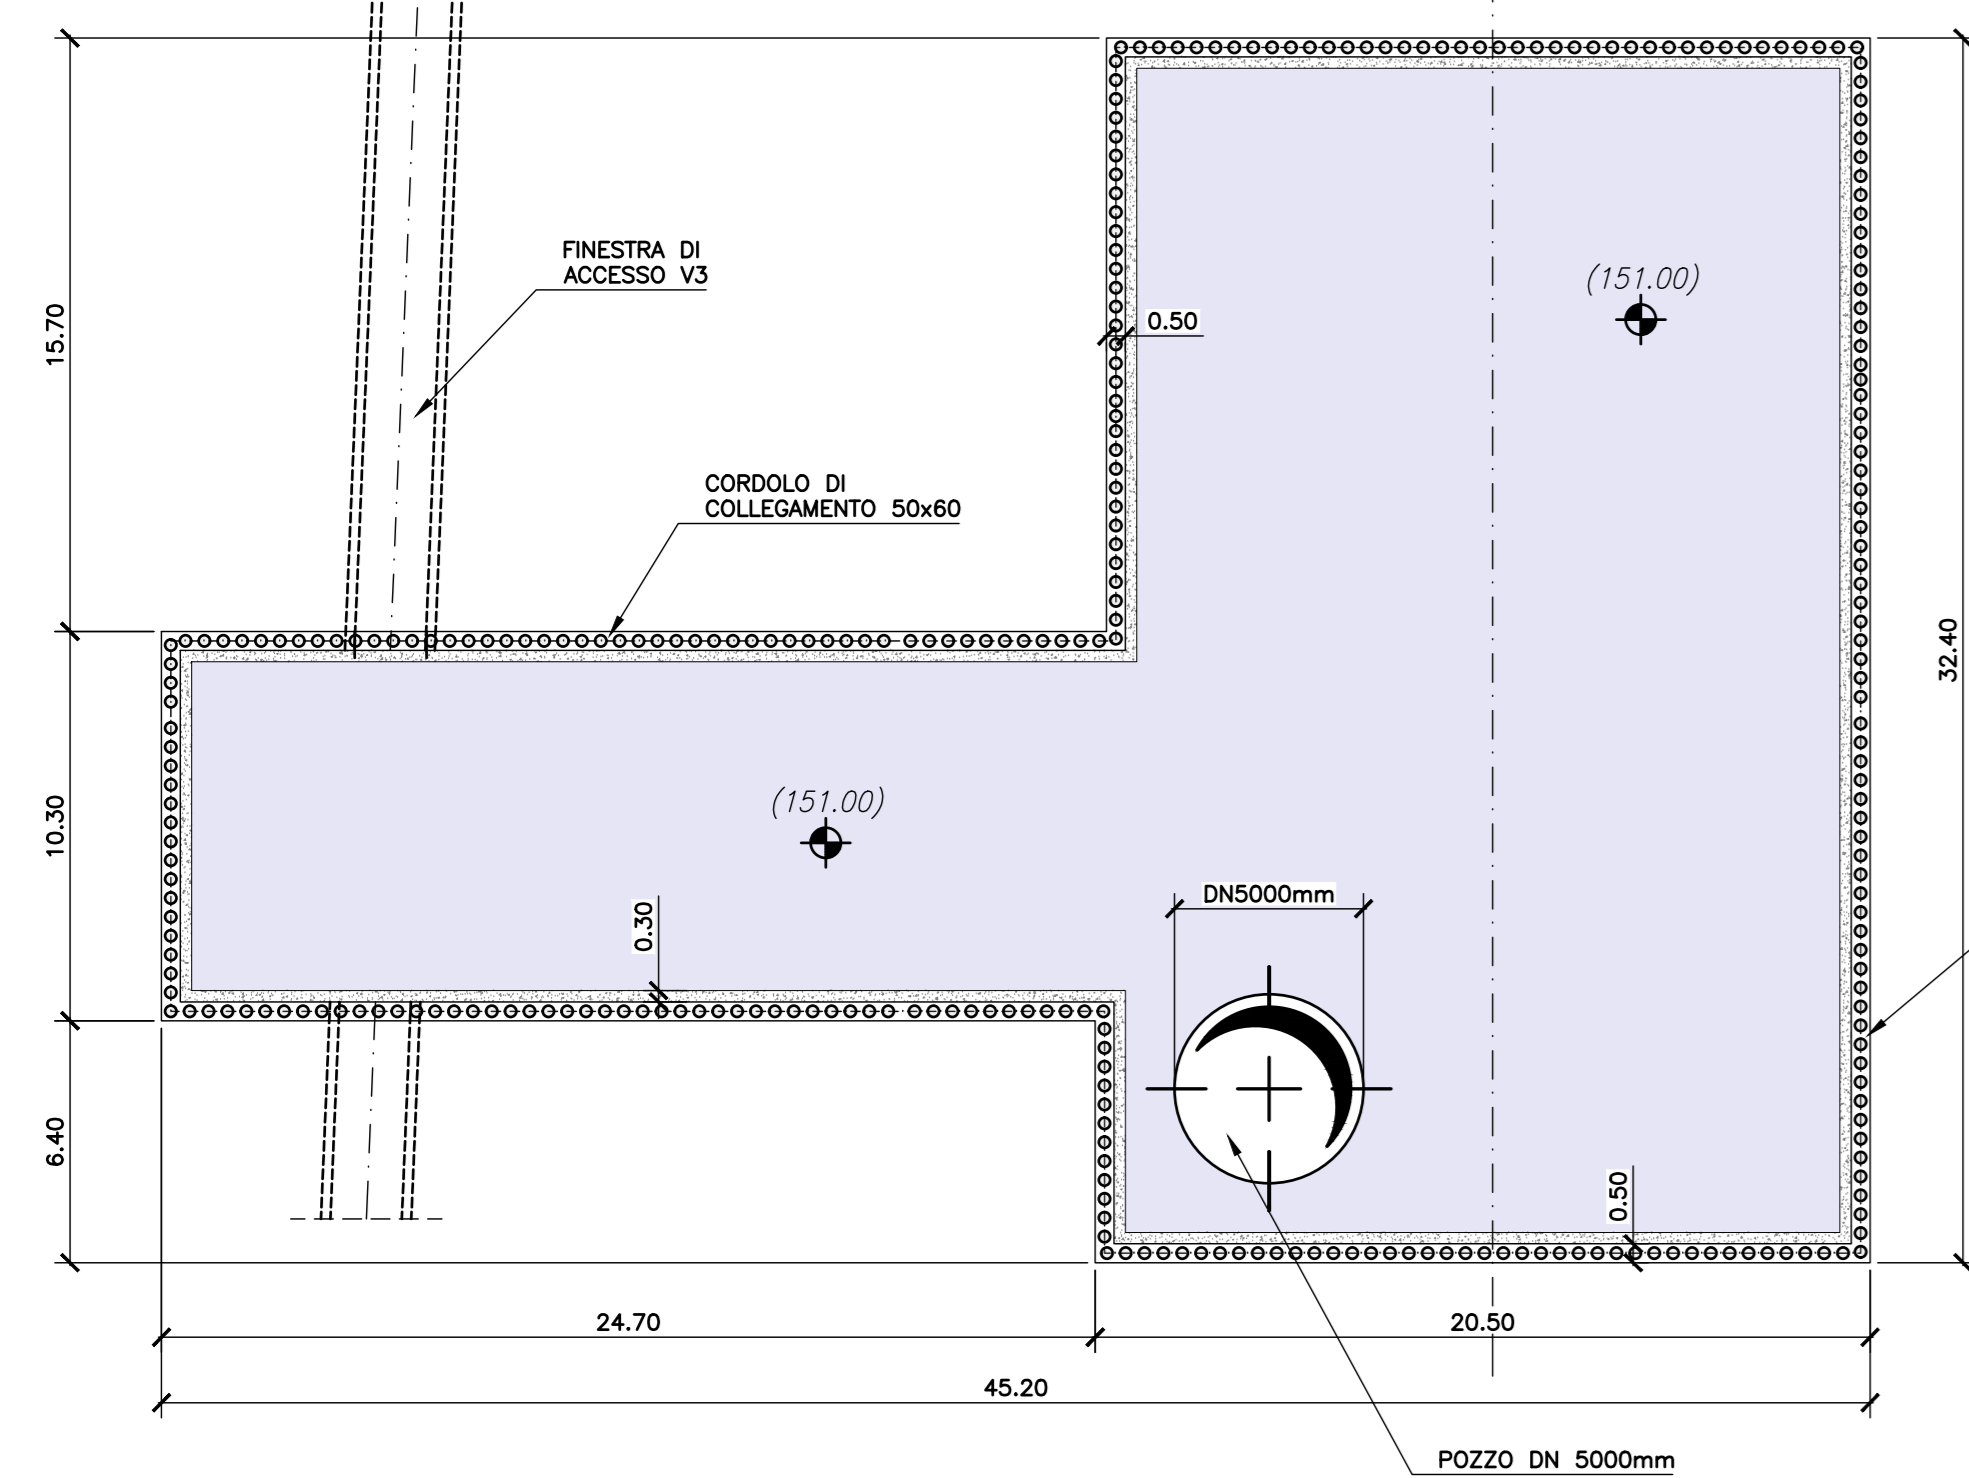 (151.00)
FINESTRA DI
ACCESSO V3
0.50
15.70
CORDOLO DI
COLLEGAMENTO 50x60
32.40
(151.00)
10.30
DN5000mm
0.30
6.40
0.50
24.70
20.50
45.20
POZZO DN 5000mm